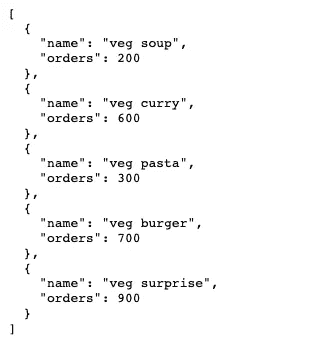 [
  {
    "name": "veg soup",
    "orders": 200
  },
  {
    "name": "veg curry",
    "orders": 600
  },
  {
    "name": "veg pasta",
    "orders": 300
  },
  {
    "name": "veg burger",
    "orders": 700
  },
  {
    "name": "veg surprise",
    "orders": 900
  }
]